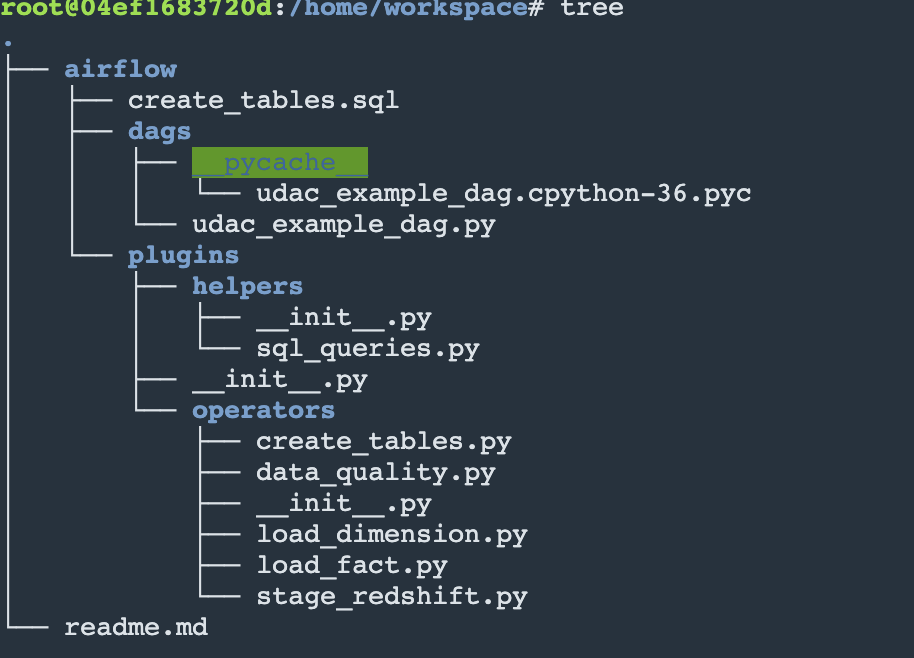 root@04ef1683720d:/home/workspace# tree
.
├── airflow
│   ├── create_tables.sql
│   ├── dags
│   │   ├── __pycache__
│   │   │   └── udac_example_dag.cpython-36.pyc
│   │   └── udac_example_dag.py
│   └── plugins
│       ├── helpers
│       │   ├── __init__.py
│       │   └── sql_queries.py
│       ├── __init__.py
│       └── operators
│           ├── create_tables.py
│           ├── data_quality.py
│           ├── __init__.py
│           ├── load_dimension.py
│           ├── load_fact.py
│           └── stage_redshift.py
└── readme.md